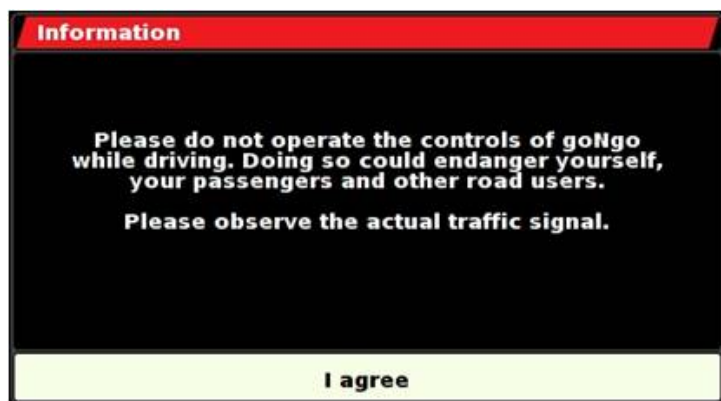 Information
Please do not operate the controls of goNgo
while driving. Doing so could endanger yourself,
your passengers and other road users.
Please observe the actual traffic signal.
I agree